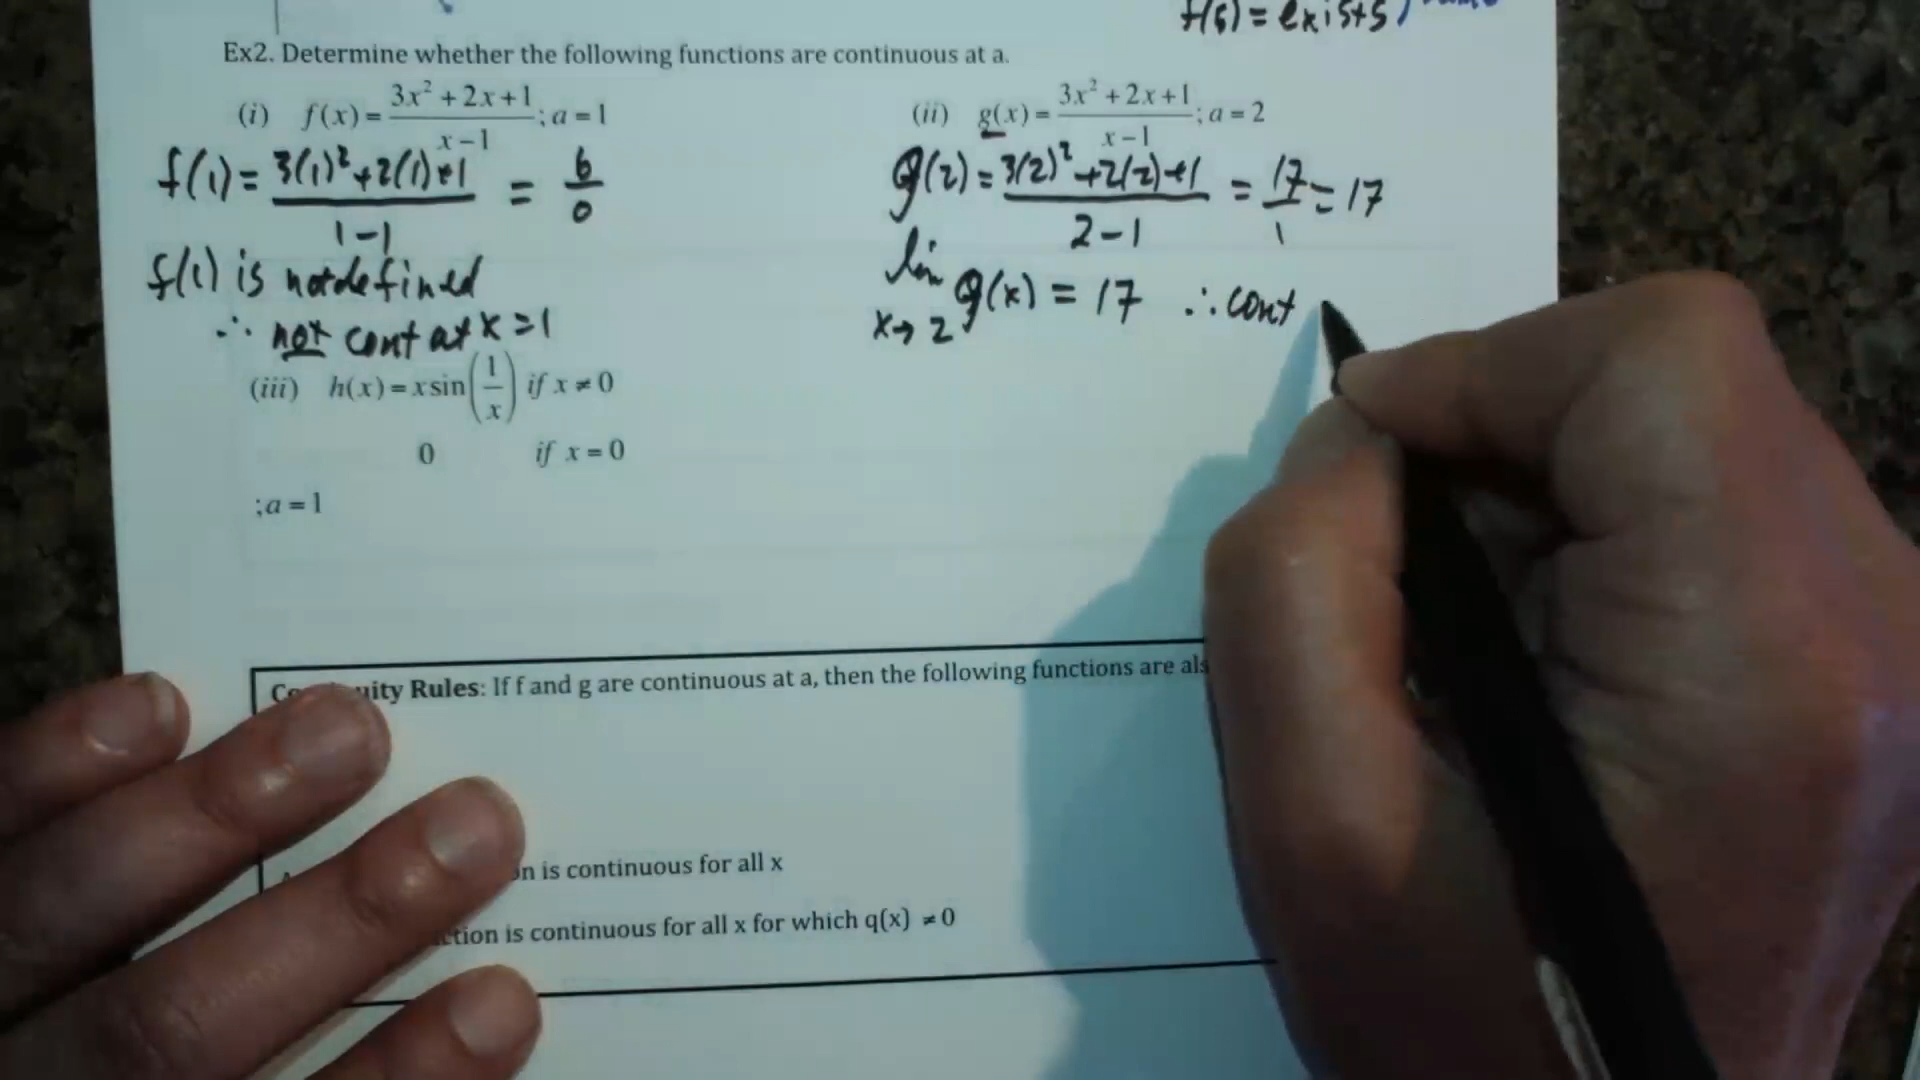 f(5) = exists
Ex2. Determine whether the following functions are continuous at a.
(i) f(x) = (3x² + 2x + 1)/(x − 1) ; a = 1
f(1) = (3(1)² + 2(1) + 1)/(1 − 1) = 6/0
f(1) is not defined
∴ not cont at x = 1
(ii) g(x) = (3x² + 2x + 1)/(x − 1) ; a = 2
g(2) = (3(2)² + 2(2) + 1)/(2 − 1) = 17/1 = 17
lim x→2 g(x) = 17 ∴ cont
(iii) h(x) = x sin(1/x) if x ≠ 0
0 if x = 0
; a = 1
uity Rules: If f and g are continuous at a, then the following functions are als
on is continuous for all x
ction is continuous for all x for which q(x) ≠ 0